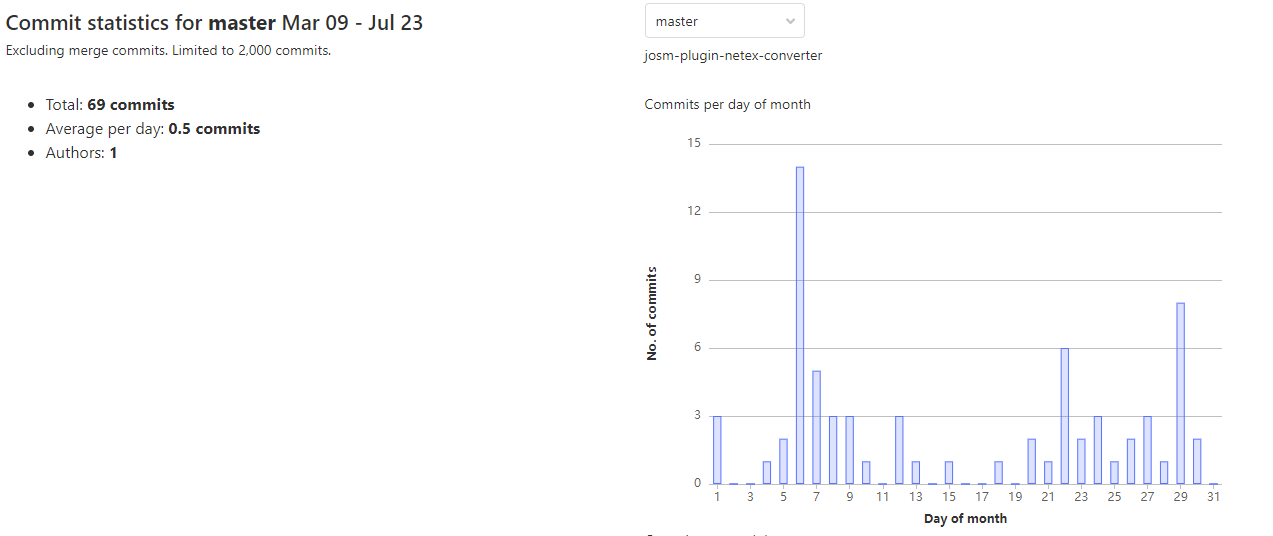 Commit statistics for master Mar 09 - Jul 23
Excluding merge commits. Limited to 2,000 commits.
Total: 69 commits
Average per day: 0.5 commits
Authors: 1
master
josm-plugin-netex-converter
Commits per day of month
No. of commits
15
12
9
6
3
0
1 3 5 7 9 11 13 15 17 19 21 23 25 27 29 31
Day of month